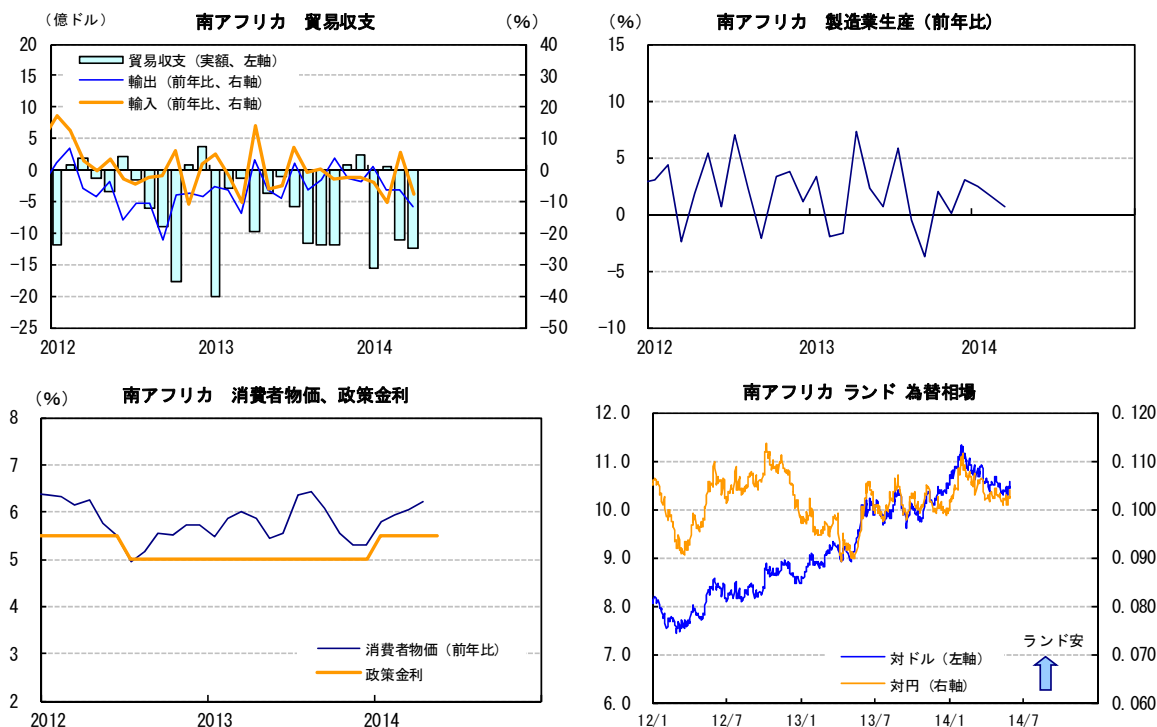 南アフリカ 貿易収支
（億ドル）
（%）
20
15
10
5
0
−5
−10
−15
−20
−25
40
30
20
10
0
−10
−20
−30
−40
−50
貿易収支（実額、左軸）
輸出（前年比、右軸）
輸入（前年比、右軸）
2012 2013 2014
南アフリカ 製造業生産（前年比）
（%）
15
10
5
0
−5
−10
2012 2013 2014
南アフリカ 消費者物価、政策金利
（%）
8
7
6
5
4
3
2
消費者物価（前年比）
政策金利
2012 2013 2014
南アフリカ ランド 為替相場
12.0
11.0
10.0
9.0
8.0
7.0
6.0
0.120
0.110
0.100
0.090
0.080
0.070
0.060
ランド安
対ドル（左軸）
対円（右軸）
12/1 12/7 13/1 13/7 14/1 14/7